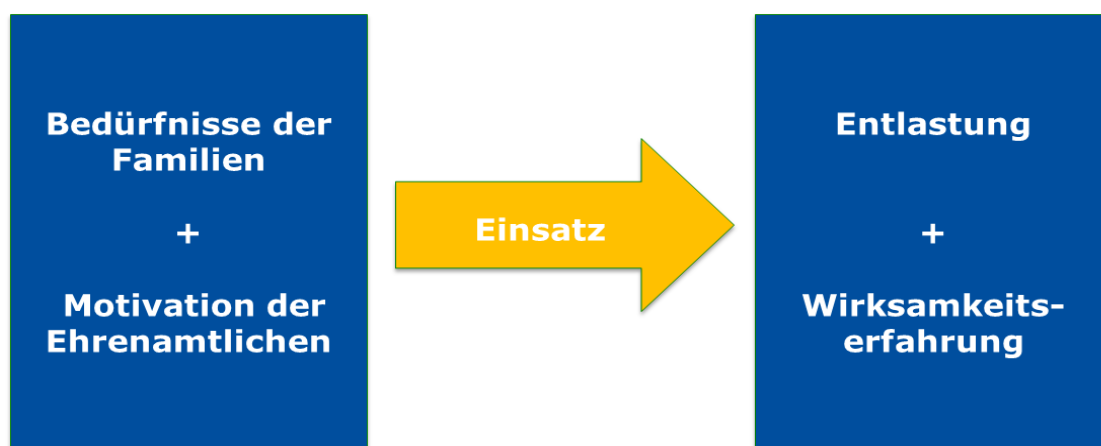 Bedürfnisse der
Familien
+
Motivation der
Ehrenamtlichen
Einsatz
Entlastung
+
Wirksamkeits-
erfahrung